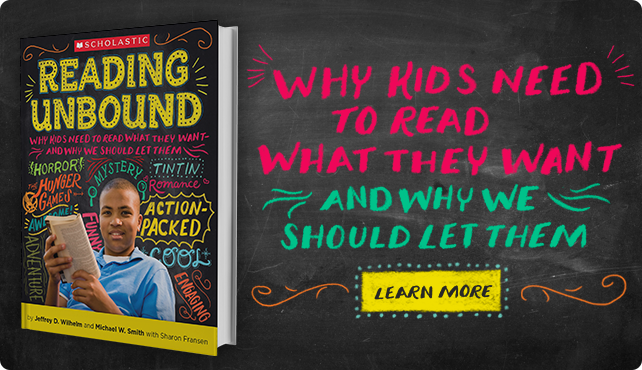 SCHOLASTIC
READING
UNBOUND
WHY KIDS NEED TO READ WHAT THEY WANT—
AND WHY WE SHOULD LET THEM
HORROR!
THE HUNGER
GAMES
AWESOME!
ADVENTURE
MYSTERY
FUNNY
TINTIN
Romance
ACTION-
PACKED
COOL
ENGAGING
by Jeffrey D. Wilhelm and Michael W. Smith with Sharon Fransen
WHY KIDS NEED
TO READ
WHAT THEY WANT
AND WHY WE
SHOULD LET THEM
LEARN MORE